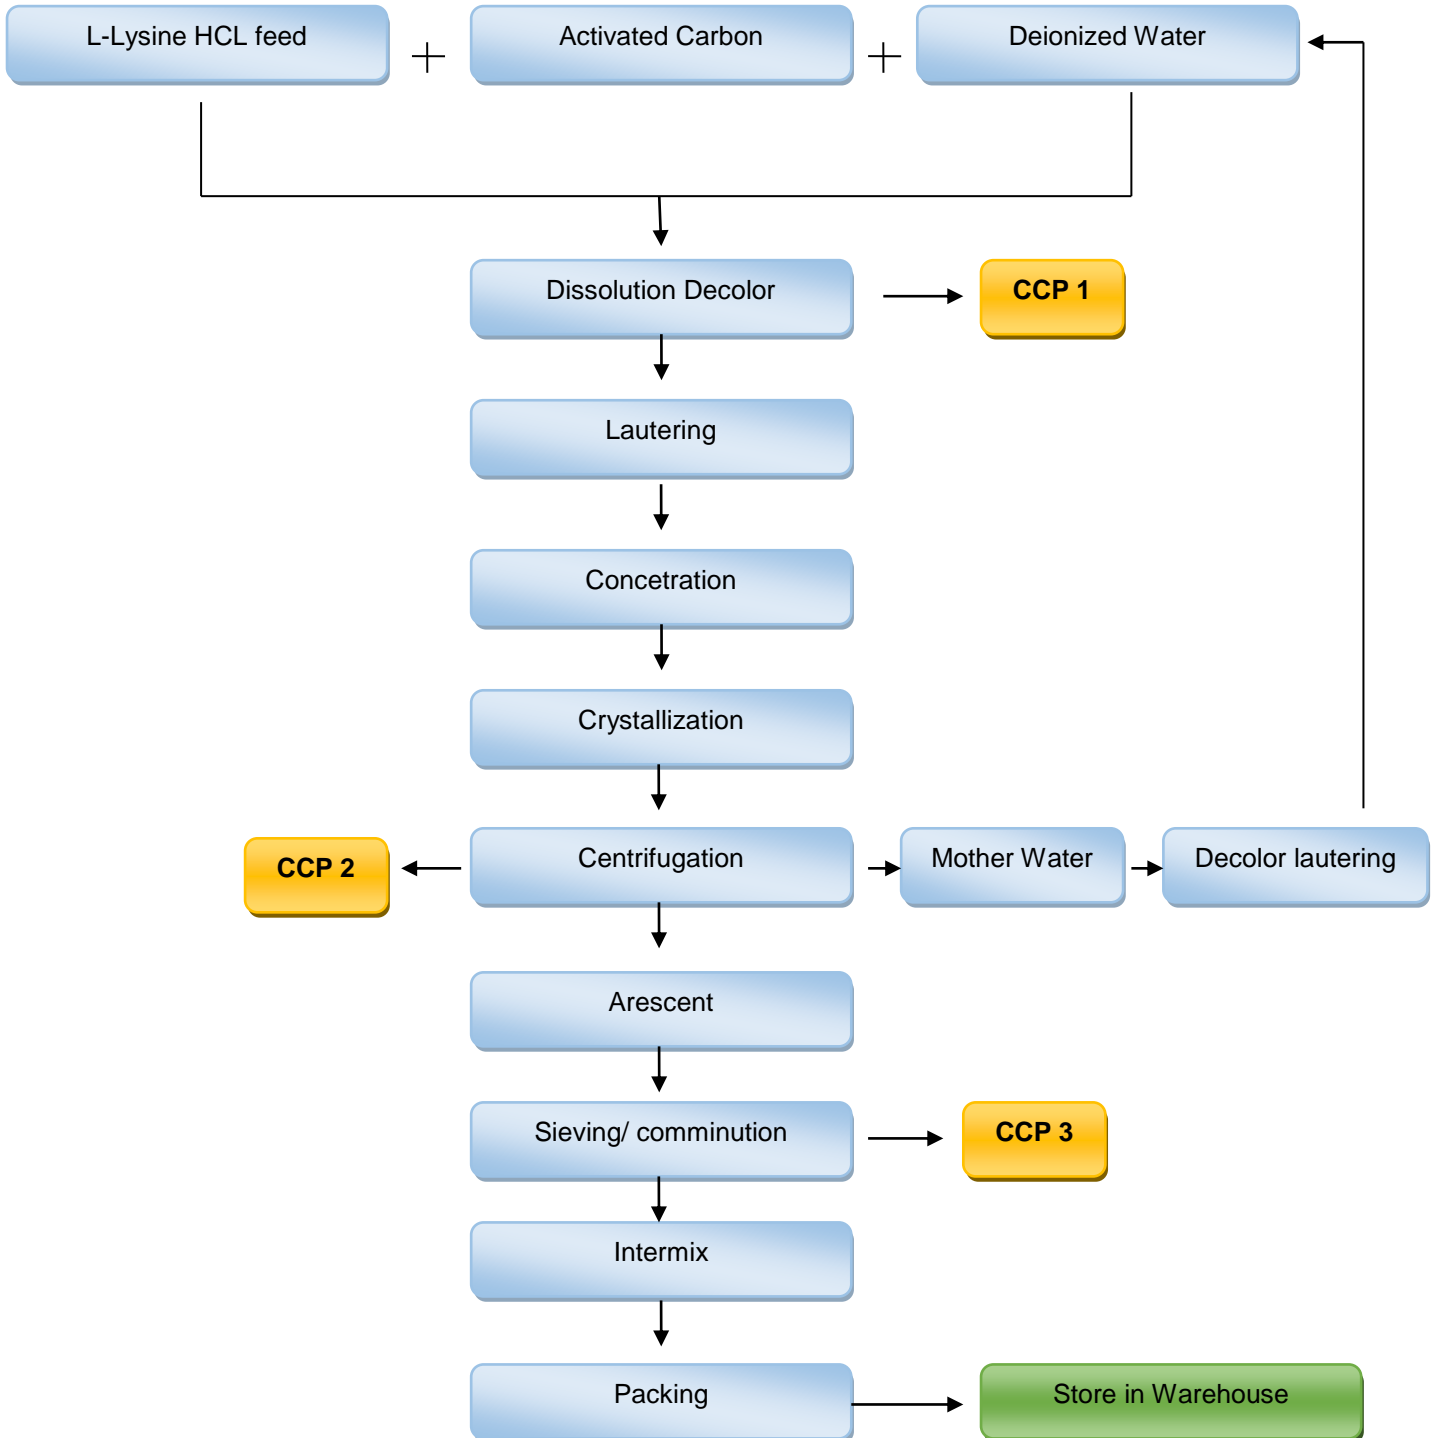 L-Lysine HCL feed
+
Activated Carbon
+
Deionized Water
Dissolution Decolor
CCP 1
Lautering
Concetration
Crystallization
CCP 2
Centrifugation
Mother Water
Decolor lautering
Arescent
Sieving/ comminution
CCP 3
Intermix
Packing
Store in Warehouse